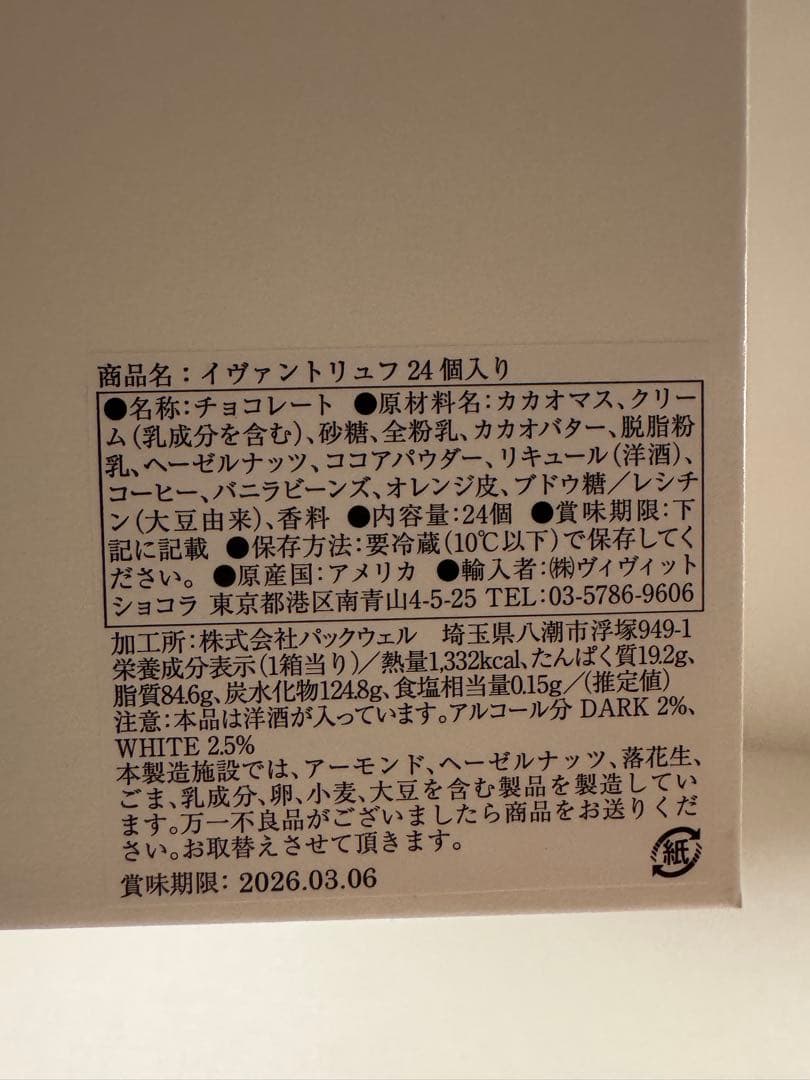 商品名：イヴァントリュフ 24個入り
●名称：チョコレート ●原材料名：カカオマス、クリー
ム（乳成分を含む）、砂糖、全粉乳、カカオバター、脱脂粉
乳、ヘーゼルナッツ、ココアパウダー、リキュール（洋酒）、
コーヒー、バニラビーンズ、オレンジ皮、ブドウ糖／レシチ
ン（大豆由来）、香料 ●内容量：24個 ●賞味期限：下
記に記載 ●保存方法：要冷蔵（10℃以下）で保存してく
ださい。 ●原産国：アメリカ ●輸入者：㈱ヴィヴィット
ショコラ 東京都港区南青山4-5-25 TEL：03-5786-9606
加工所：株式会社パックウェル 埼玉県八潮市浮塚949-1
栄養成分表示（1箱当り）／熱量1,332kcal、たんぱく質19.2g、
脂質84.6g、炭水化物124.8g、食塩相当量0.15g／（推定値）
注意：本品は洋酒が入っています。アルコール分 DARK 2%、
WHITE 2.5%
本製造施設では、アーモンド、ヘーゼルナッツ、落花生、
ごま、乳成分、卵、小麦、大豆を含む製品を製造してい
ます。万一不良品がございましたら商品をお送りくだ
さい。お取替えさせて頂きます。
紙
賞味期限：2026.03.06